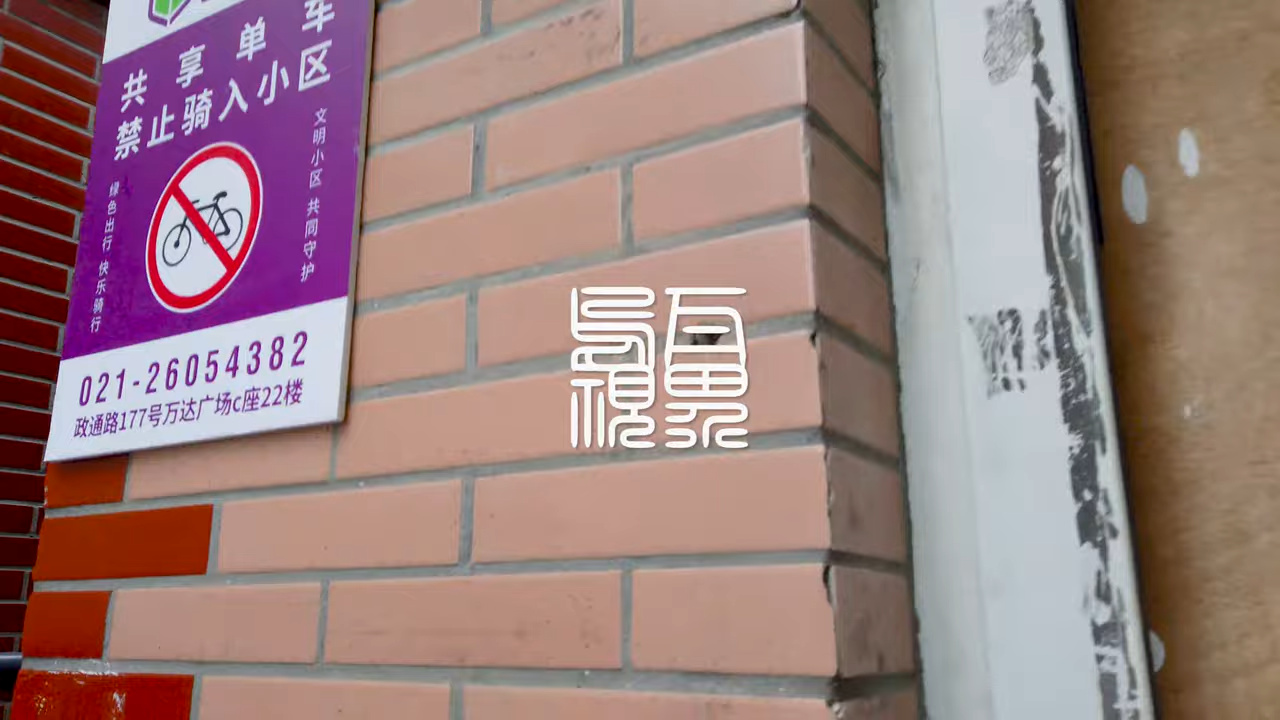 共享单车
禁止骑入小区
文明小区 共同守护
绿色出行 快乐骑行
021-26054382
政通路177号万达广场c座22楼